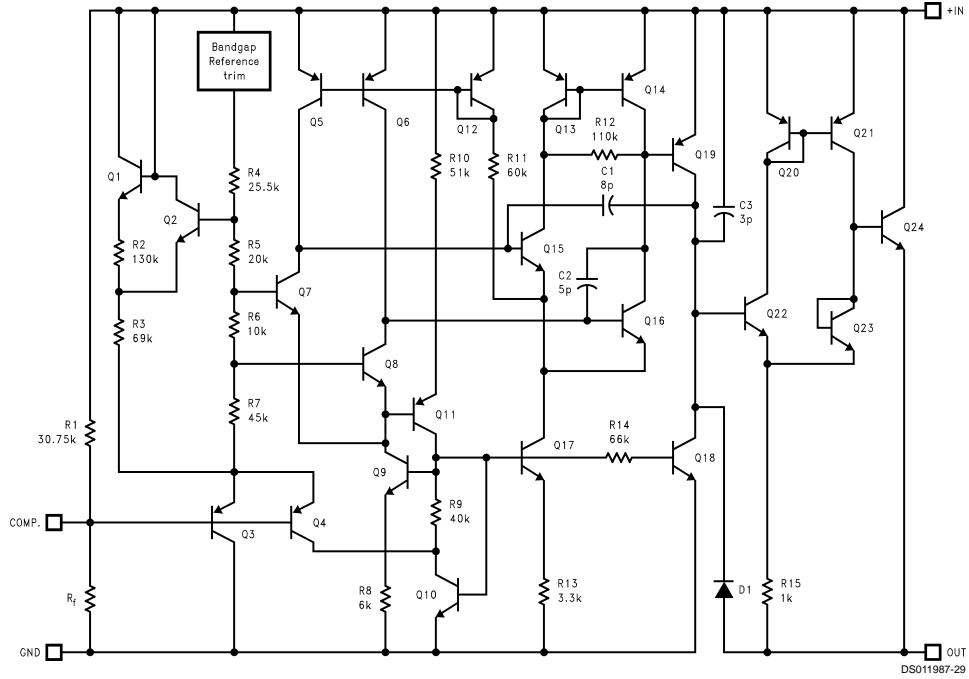 +IN
Bandgap
Reference
trim
Q5
Q6
Q12
Q13
Q14
R12
110k
Q19
Q20
Q21
Q1
Q2
R4
25.5k
R10
51k
R11
60k
C1
8p
C3
3p
Q24
R2
130k
R5
20k
Q15
C2
5p
Q7
R3
69k
R6
10k
Q8
Q16
Q22
Q23
R1
30.75k
R7
45k
Q11
Q9
Q17
R14
66k
Q18
COMP.
Q3
Q4
R9
40k
Rf
R8
6k
Q10
R13
3.3k
D1
R15
1k
GND
OUT
DS011987-29